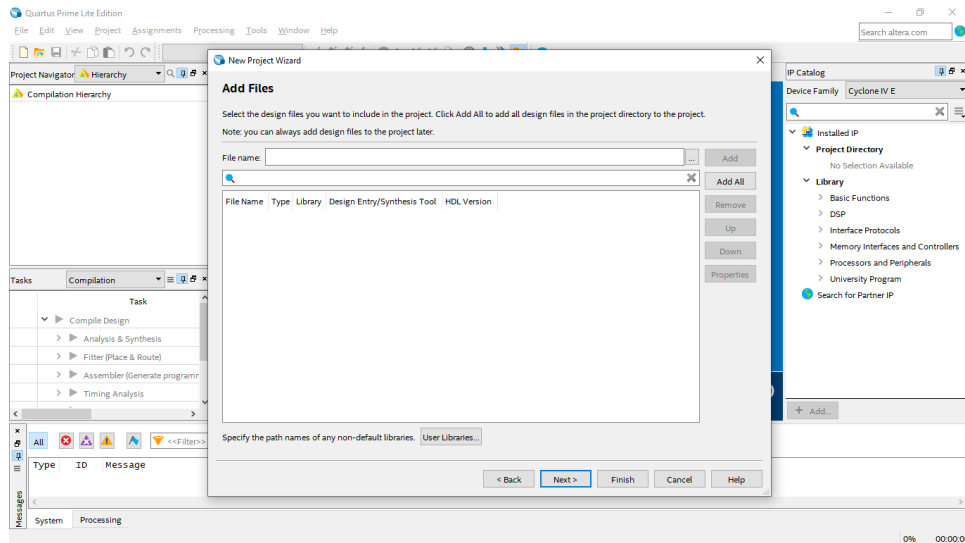 Quartus Prime Lite Edition
File Edit View Project Assignments Processing Tools Window Help
Search altera.com
Project Navigator Hierarchy
Compilation Hierarchy
New Project Wizard
Add Files
Select the design files you want to include in the project. Click Add All to add all design files in the project directory to the project.
Note: you can always add design files to the project later.
File name: ... Add
Add All
File Name Type Library Design Entry/Synthesis Tool HDL Version
Remove
Up
Down
Properties
Specify the path names of any non-default libraries. User Libraries...
< Back Next > Finish Cancel Help
IP Catalog
Device Family Cyclone IV E
Installed IP
Project Directory
No Selection Available
Library
Basic Functions
DSP
Interface Protocols
Memory Interfaces and Controllers
Processors and Peripherals
University Program
Search for Partner IP
+ Add...
Tasks Compilation
Task
Compile Design
Analysis & Synthesis
Fitter (Place & Route)
Assembler (Generate programr
Timing Analysis
All <<Filter>>
Type ID Message
Messages
System Processing
0% 00:00:0